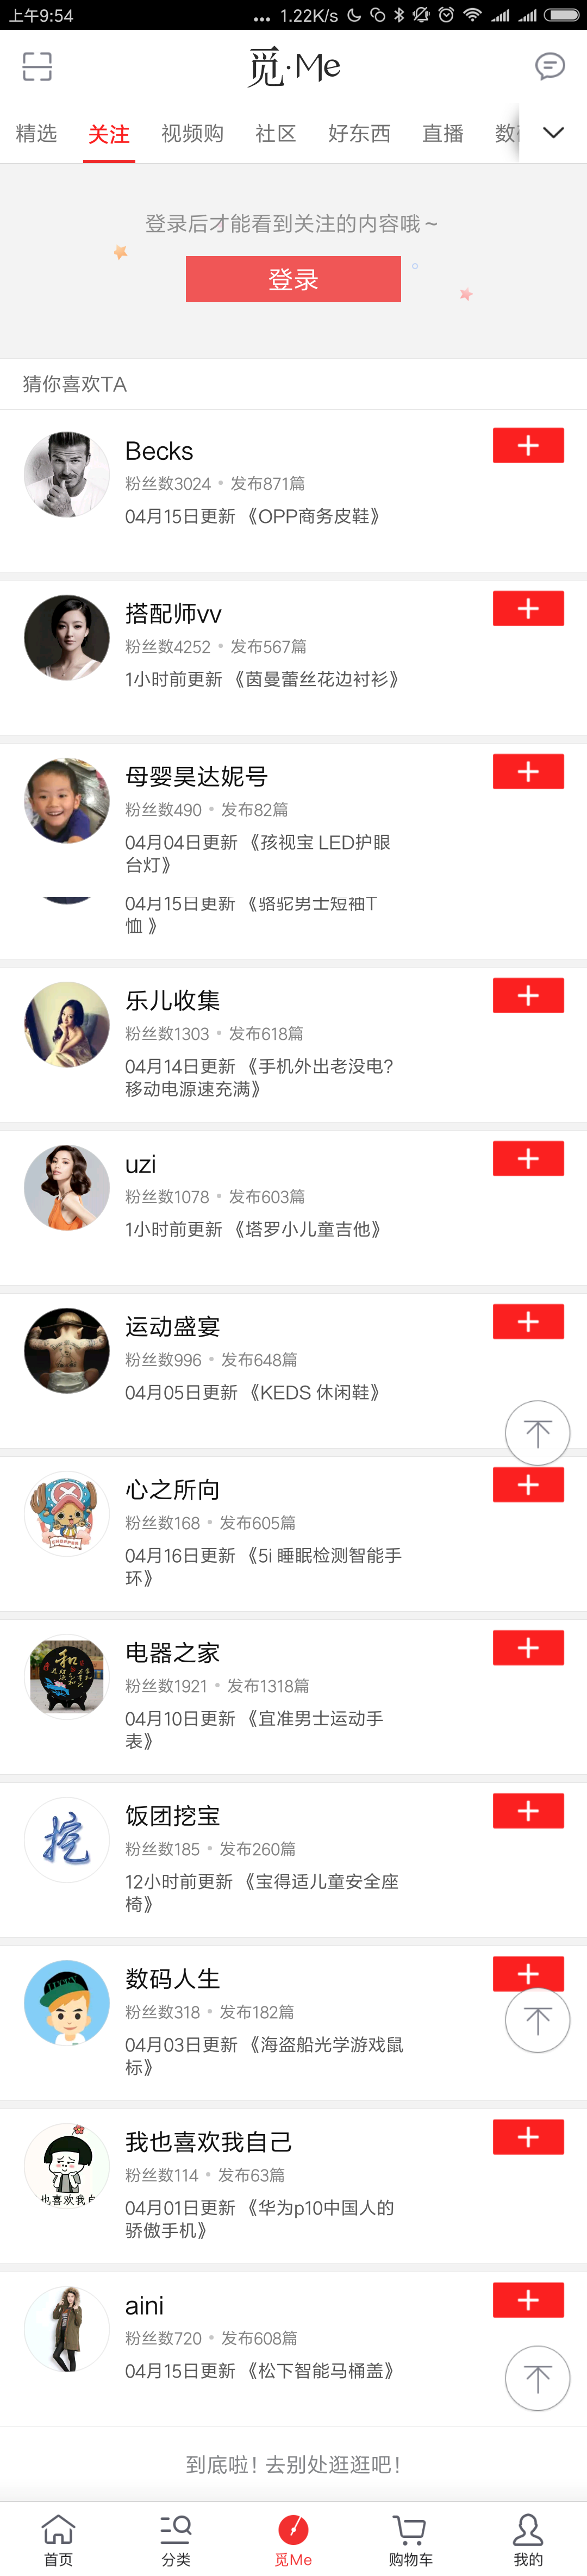 上午9:54
... 1.22K/s
觅·Me
精选 关注 视频购 社区 好东西 直播 数
登录后才能看到关注的内容哦~
登录
猜你喜欢TA
Becks
粉丝数3024 • 发布871篇
04月15日更新《OPP商务皮鞋》
搭配师vv
粉丝数4252 • 发布567篇
1小时前更新《茵曼蕾丝花边衬衫》
母婴昊达妮号
粉丝数490 • 发布82篇
04月04日更新《孩视宝 LED护眼
台灯》
04月15日更新《骆驼男士短袖T
恤 》
乐儿收集
粉丝数1303 • 发布618篇
04月14日更新《手机外出老没电?
移动电源速充满》
uzi
粉丝数1078 • 发布603篇
1小时前更新《塔罗小儿童吉他》
运动盛宴
粉丝数996 • 发布648篇
04月05日更新《KEDS 休闲鞋》
心之所向
粉丝数168 • 发布605篇
04月16日更新《5i 睡眠检测智能手
环》
CHOPPER
电器之家
粉丝数1921 • 发布1318篇
04月10日更新《宜准男士运动手
表》
和
饭团挖宝
粉丝数185 • 发布260篇
12小时前更新《宝得适儿童安全座
椅》
挖
数码人生
粉丝数318 • 发布182篇
04月03日更新《海盗船光学游戏鼠
标》
我也喜欢我自己
粉丝数114 • 发布63篇
04月01日更新《华为p10中国人的
骄傲手机》
也喜欢我
aini
粉丝数720 • 发布608篇
04月15日更新《松下智能马桶盖》
到底啦! 去别处逛逛吧!
首页 分类 觅Me 购物车 我的